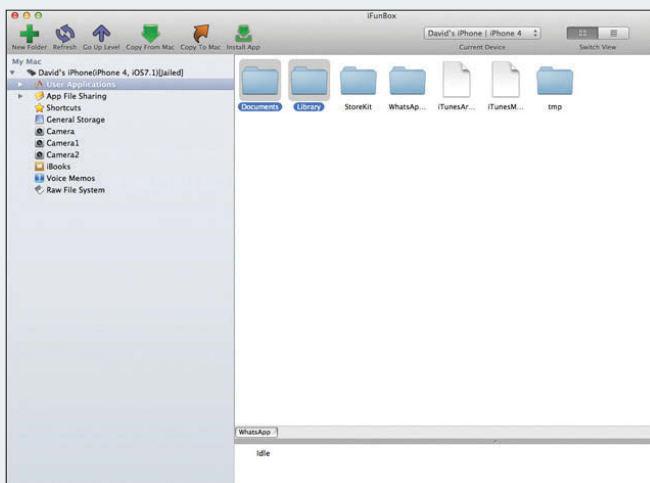 iFunBox
New Folder Refresh Go Up Level Copy From Mac Copy To Mac Install App
David's iPhone | iPhone 4
Current Device
Switch View
My Mac
David's iPhone(iPhone 4, iOS7.1)[Jailed]
User Applications
App File Sharing
Shortcuts
General Storage
Camera
Camera1
Camera2
iBooks
Voice Memos
Raw File System
Documents Library StoreKit WhatsAp... iTunesAr... iTunesM... tmp
WhatsApp
Idle